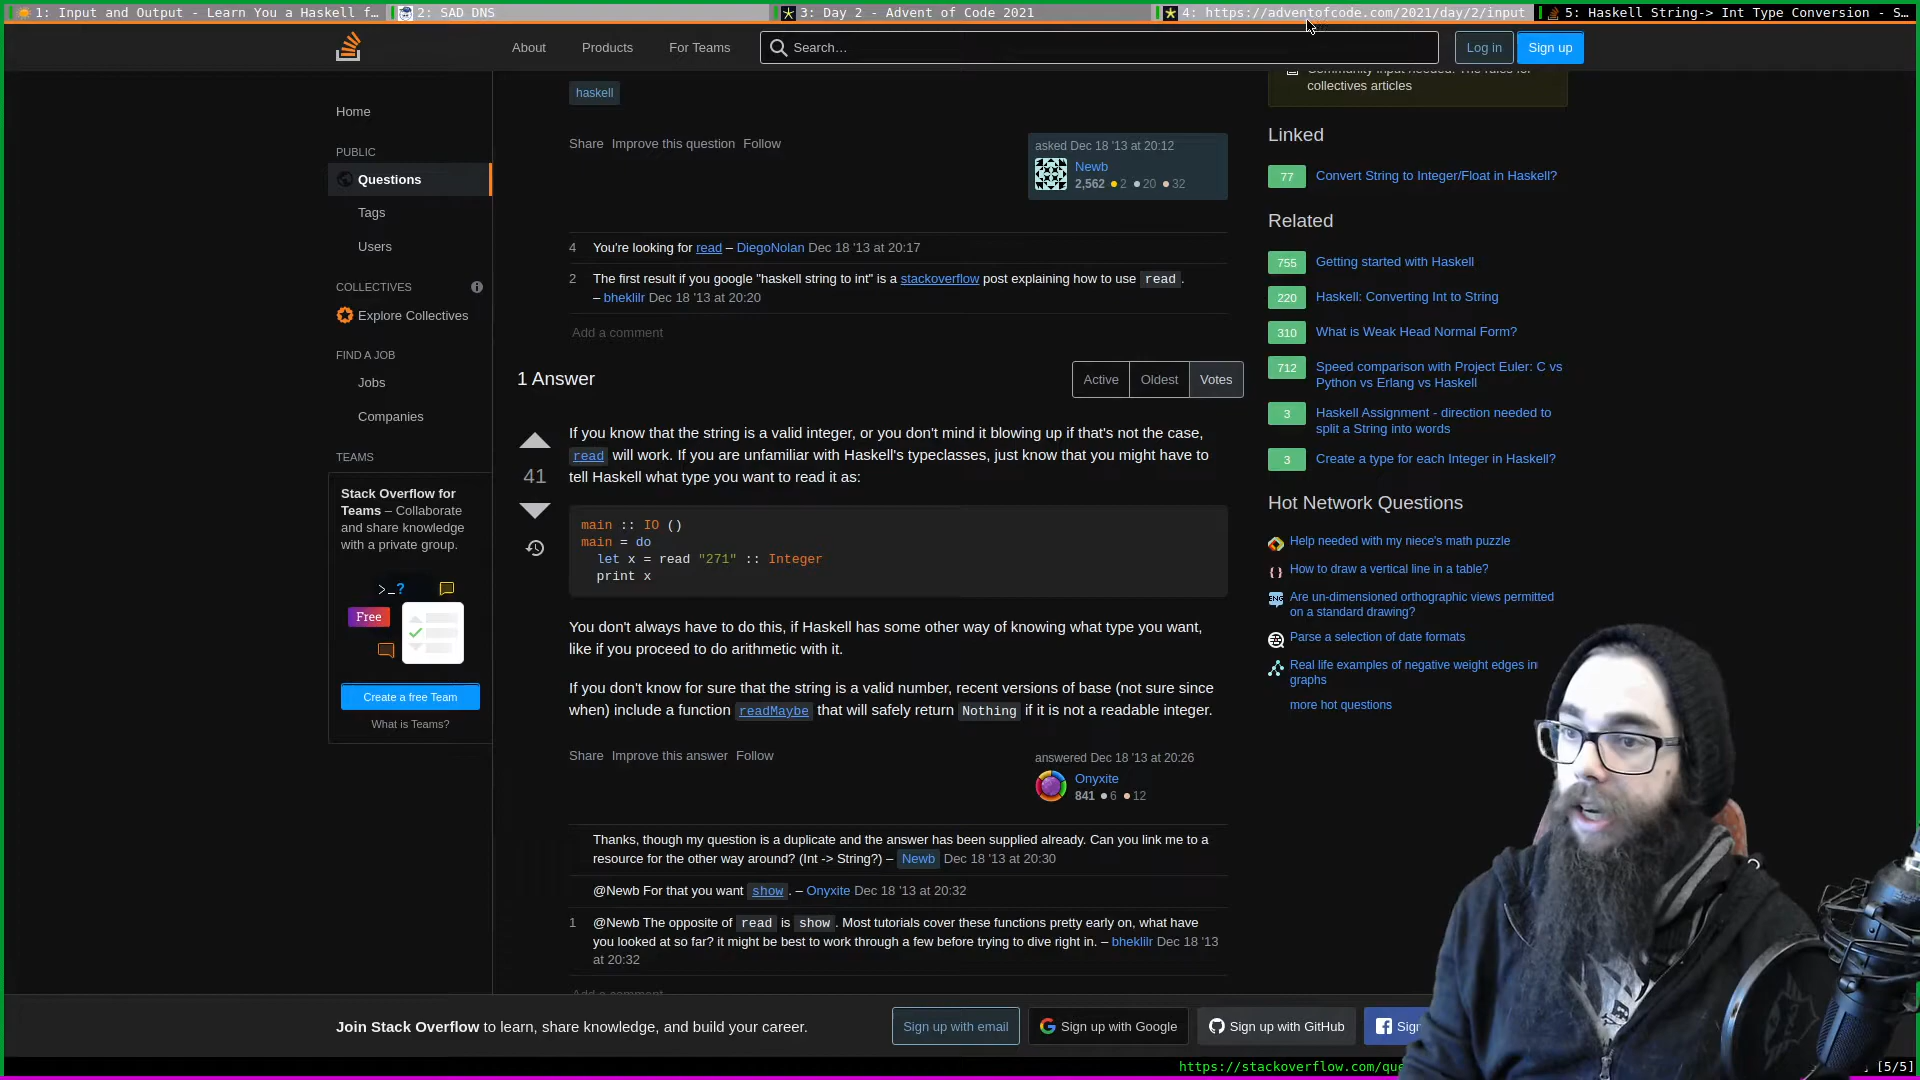 1: Input and Output - Learn You a Haskell f…
2: SAD DNS
3: Day 2 - Advent of Code 2021
4: https://adventofcode.com/2021/day/2/input
5: Haskell String-> Int Type Conversion - S…
About
Products
For Teams
Search…
Log in
Sign up
Home
PUBLIC
Questions
Tags
Users
COLLECTIVES
Explore Collectives
FIND A JOB
Jobs
Companies
TEAMS
Stack Overflow for
Teams – Collaborate
and share knowledge
with a private group.
>_?
Free
Create a free Team
What is Teams?
haskell
Share Improve this question Follow
asked Dec 18 '13 at 20:12
Newb
2,562 2 20 32
4 You're looking for read – DiegoNolan Dec 18 '13 at 20:17
2 The first result if you google "haskell string to int" is a stackoverflow post explaining how to use read .
– bheklilr Dec 18 '13 at 20:20
Add a comment
1 Answer
Active
Oldest
Votes
41
If you know that the string is a valid integer, or you don't mind it blowing up if that's not the case,
read will work. If you are unfamiliar with Haskell's typeclasses, just know that you might have to
tell Haskell what type you want to read it as:
main :: IO ()
main = do
let x = read "271" :: Integer
print x
You don't always have to do this, if Haskell has some other way of knowing what type you want,
like if you proceed to do arithmetic with it.
If you don't know for sure that the string is a valid number, recent versions of base (not sure since
when) include a function readMaybe that will safely return Nothing if it is not a readable integer.
Share Improve this answer Follow
answered Dec 18 '13 at 20:26
Onyxite
841 6 12
Thanks, though my question is a duplicate and the answer has been supplied already. Can you link me to a
resource for the other way around? (Int -> String?) – Newb Dec 18 '13 at 20:30
@Newb For that you want show . – Onyxite Dec 18 '13 at 20:32
1 @Newb The opposite of read is show . Most tutorials cover these functions pretty early on, what have
you looked at so far? it might be best to work through a few before trying to dive right in. – bheklilr Dec 18 '13
at 20:32
Add a comment
Community input needed: The rules for
collectives articles
Linked
77 Convert String to Integer/Float in Haskell?
Related
755 Getting started with Haskell
220 Haskell: Converting Int to String
310 What is Weak Head Normal Form?
712 Speed comparison with Project Euler: C vs
Python vs Erlang vs Haskell
3 Haskell Assignment - direction needed to
split a String into words
3 Create a type for each Integer in Haskell?
Hot Network Questions
Help needed with my niece's math puzzle
How to draw a vertical line in a table?
Are un-dimensioned orthographic views permitted
on a standard drawing?
Parse a selection of date formats
Real life examples of negative weight edges in
graphs
more hot questions
Join Stack Overflow to learn, share knowledge, and build your career.
Sign up with email
Sign up with Google
Sign up with GitHub
Sign
https://stackoverflow.com/que
[5/5]